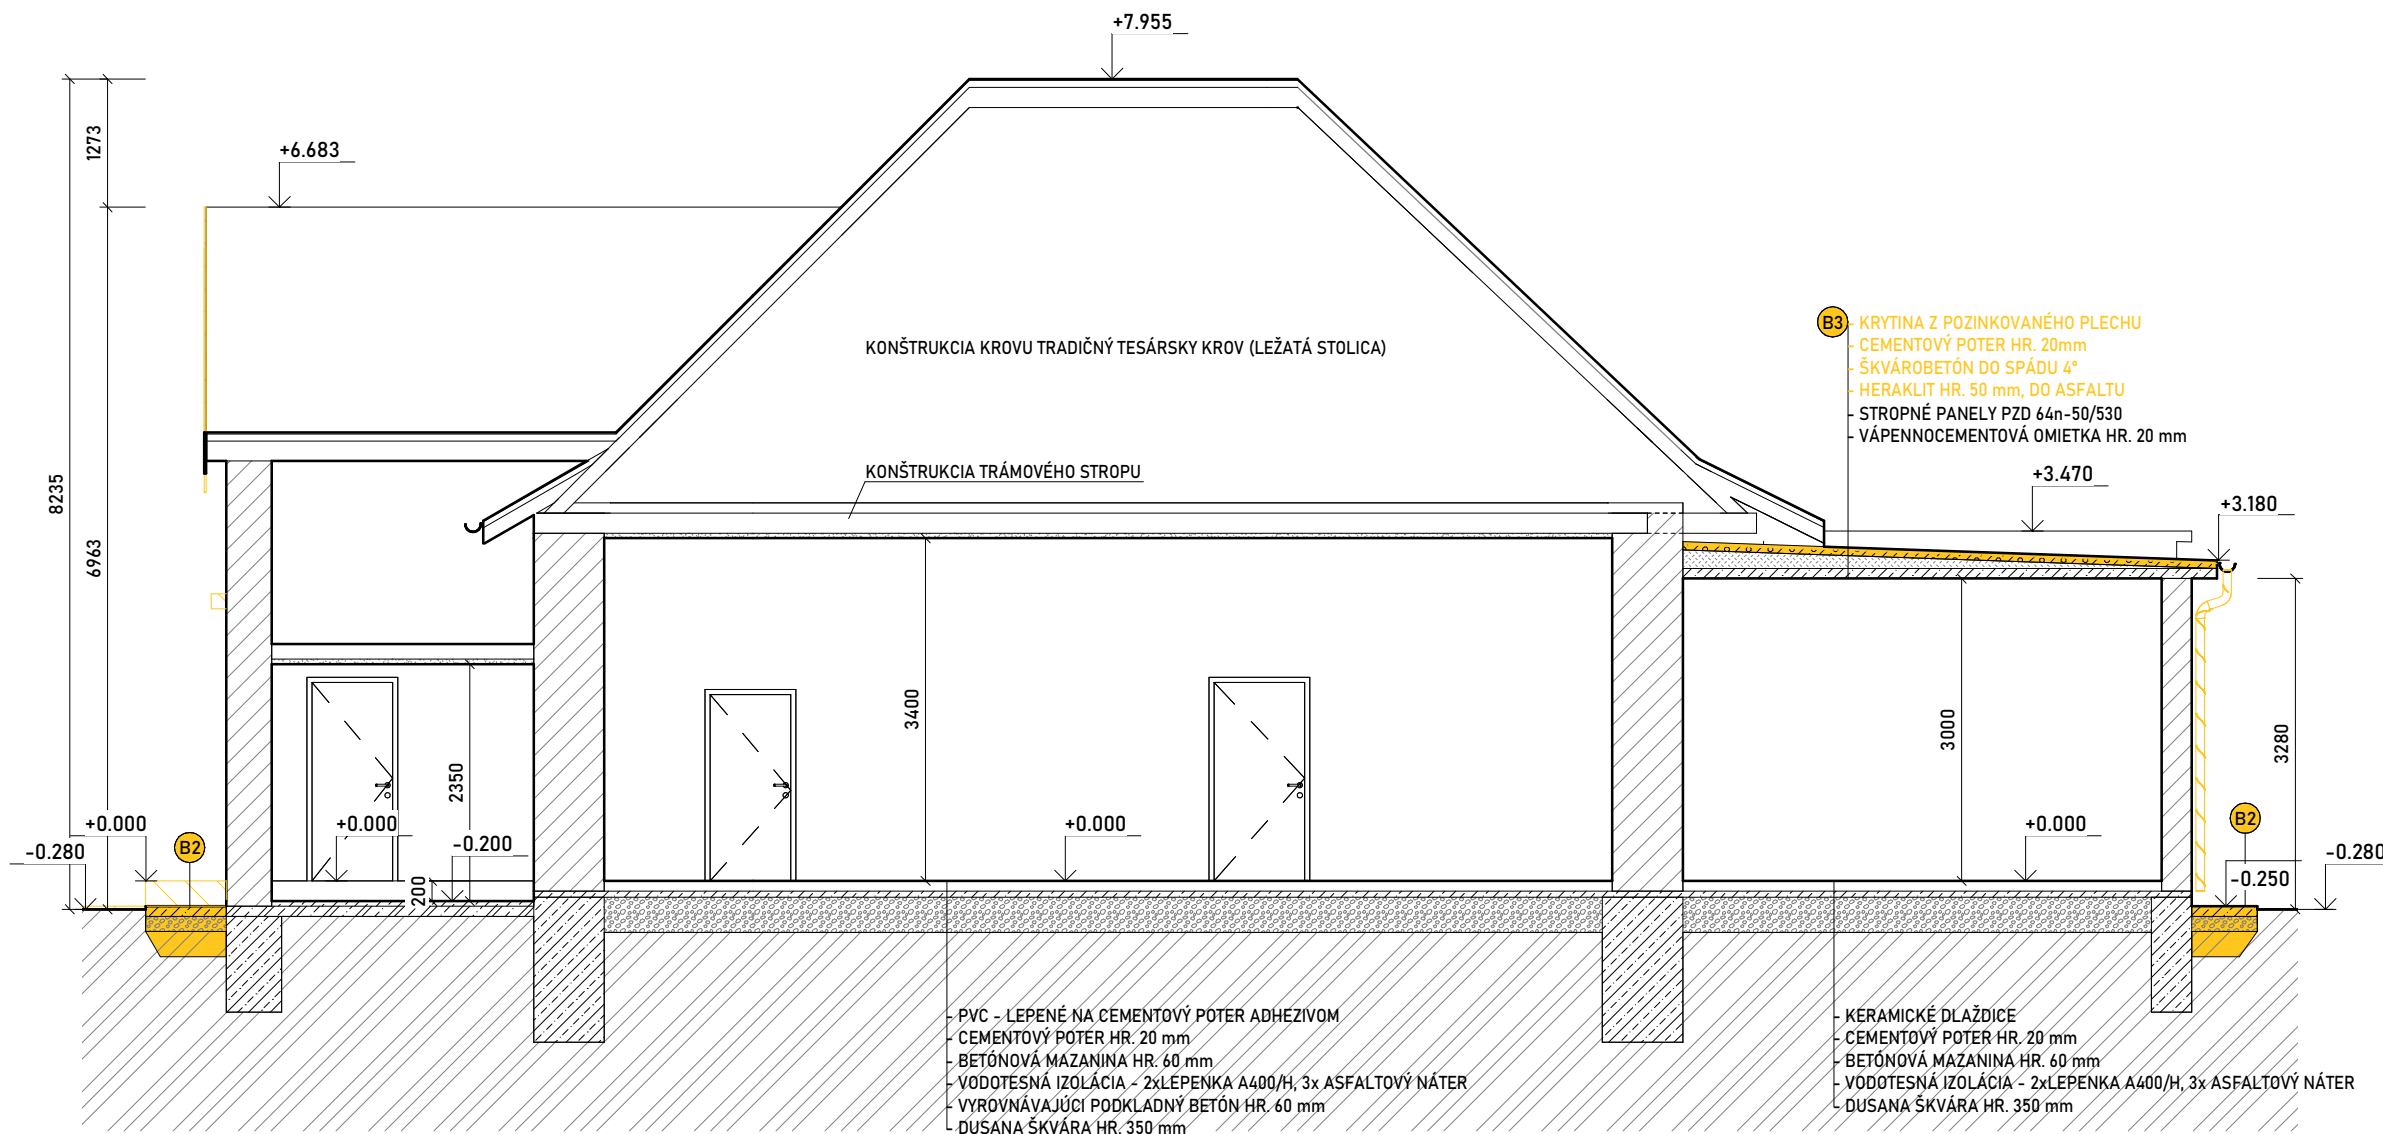 +7.955
1273
+6.683
8235
6963
KONŠTRUKCIA KROVU TRADIČNÝ TESÁRSKY KROV (LEŽATÁ STOLICA)
KONŠTRUKCIA TRÁMOVÉHO STROPU
B3
- KRYTINA Z POZINKOVANÉHO PLECHU
- CEMENTOVÝ POTER HR. 20mm
- ŠKVÁROBETÓN DO SPÁDU 4°
- HERAKLIT HR. 50 mm, DO ASFALTU
- STROPNÉ PANELY PZD 64n-50/530
- VÁPENNOCEMENTOVÁ OMIETKA HR. 20 mm
+3.470
+3.180
2350
3400
3000
3280
+0.000
-0.280
B2
+0.000
-0.200
200
+0.000
+0.000
B2
-0.250
-0.280
- PVC - LEPENÉ NA CEMENTOVÝ POTER ADHEZIVOM
- CEMENTOVÝ POTER HR. 20 mm
- BETÓNOVÁ MAZANINA HR. 60 mm
- VODOTESNÁ IZOLÁCIA - 2xLEPENKA A400/H, 3x ASFALTOVÝ NÁTER
- VYROVNÁVAJÚCI PODKLADNÝ BETÓN HR. 60 mm
- DUSANA ŠKVÁRA HR. 350 mm
- KERAMICKÉ DLAŽDICE
- CEMENTOVÝ POTER HR. 20 mm
- BETÓNOVÁ MAZANINA HR. 60 mm
- VODOTESNÁ IZOLÁCIA - 2xLEPENKA A400/H, 3x ASFALTOVÝ NÁTER
- DUSANA ŠKVÁRA HR. 350 mm